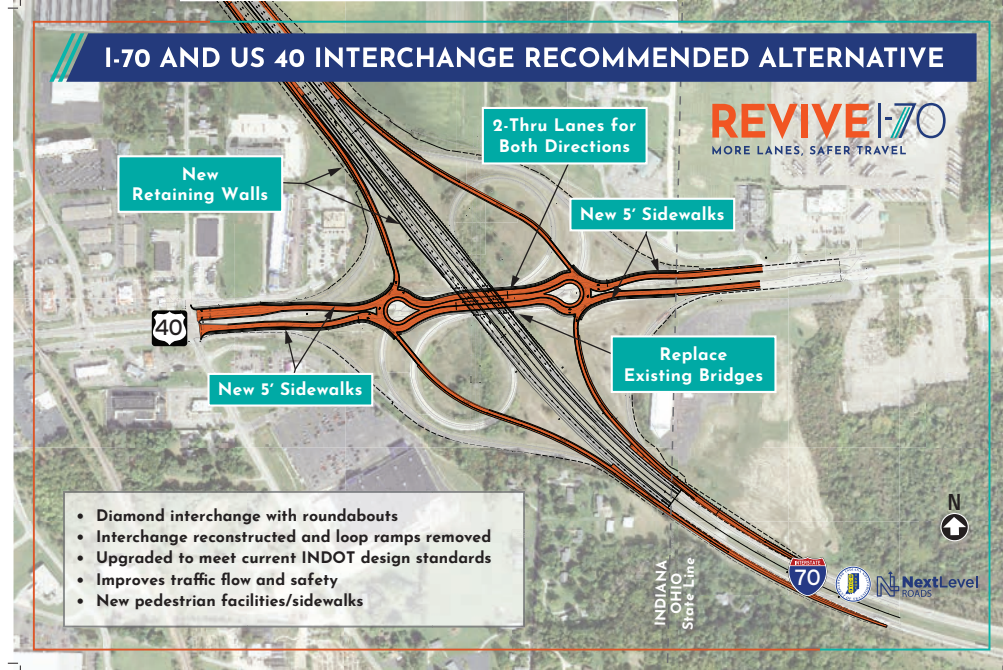 I-70 AND US 40 INTERCHANGE RECOMMENDED ALTERNATIVE
REVIVE I-70
MORE LANES, SAFER TRAVEL
2-Thru Lanes for
Both Directions
New
Retaining Walls
New 5' Sidewalks
40
Replace
Existing Bridges
New 5' Sidewalks
• Diamond interchange with roundabouts
• Interchange reconstructed and loop ramps removed
• Upgraded to meet current INDOT design standards
• Improves traffic flow and safety
• New pedestrian facilities/sidewalks
N
INDIANA
OHIO
State Line
INTERSTATE
70
NextLevel
ROADS